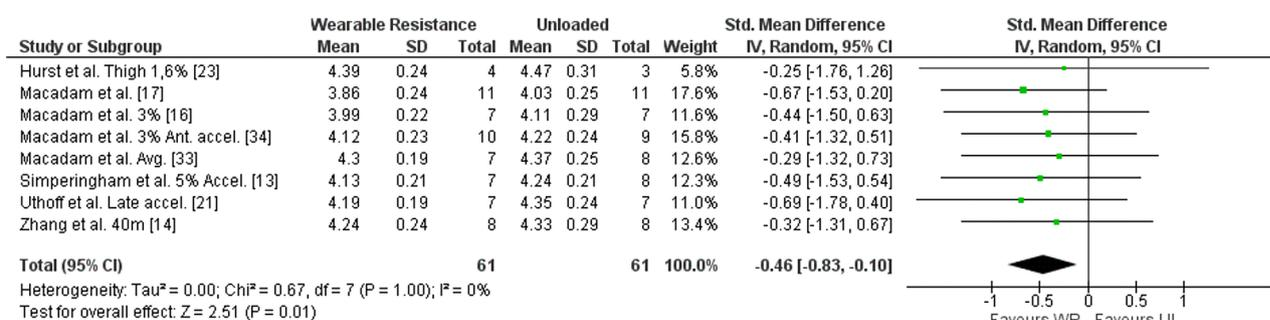 Wearable Resistance Unloaded Std. Mean Difference Std. Mean Difference
Study or Subgroup Mean SD Total Mean SD Total Weight IV, Random, 95% CI IV, Random, 95% CI
Hurst et al. Thigh 1,6% [23] 4.39 0.24 4 4.47 0.31 3 5.8% -0.25 [-1.76, 1.26]
Macadam et al. [17] 3.86 0.24 11 4.03 0.25 11 17.6% -0.67 [-1.53, 0.20]
Macadam et al. 3% [16] 3.99 0.22 7 4.11 0.29 7 11.6% -0.44 [-1.50, 0.63]
Macadam et al. 3% Ant. accel. [34] 4.12 0.23 10 4.22 0.24 9 15.8% -0.41 [-1.32, 0.51]
Macadam et al. Avg. [33] 4.3 0.19 7 4.37 0.25 8 12.6% -0.29 [-1.32, 0.73]
Simperingham et al. 5% Accel. [13] 4.13 0.21 7 4.24 0.21 8 12.3% -0.49 [-1.53, 0.54]
Uthoff et al. Late accel. [21] 4.19 0.19 7 4.35 0.24 7 11.0% -0.69 [-1.78, 0.40]
Zhang et al. 40m [14] 4.24 0.24 8 4.33 0.29 8 13.4% -0.32 [-1.31, 0.67]
Total (95% CI) 61 61 100.0% -0.46 [-0.83, -0.10]
Heterogeneity: Tau² = 0.00; Chi² = 0.67, df = 7 (P = 1.00); I² = 0%
-1 -0.5 0 0.5 1
Test for overall effect: Z = 2.51 (P = 0.01)
Favours WR Favours UL